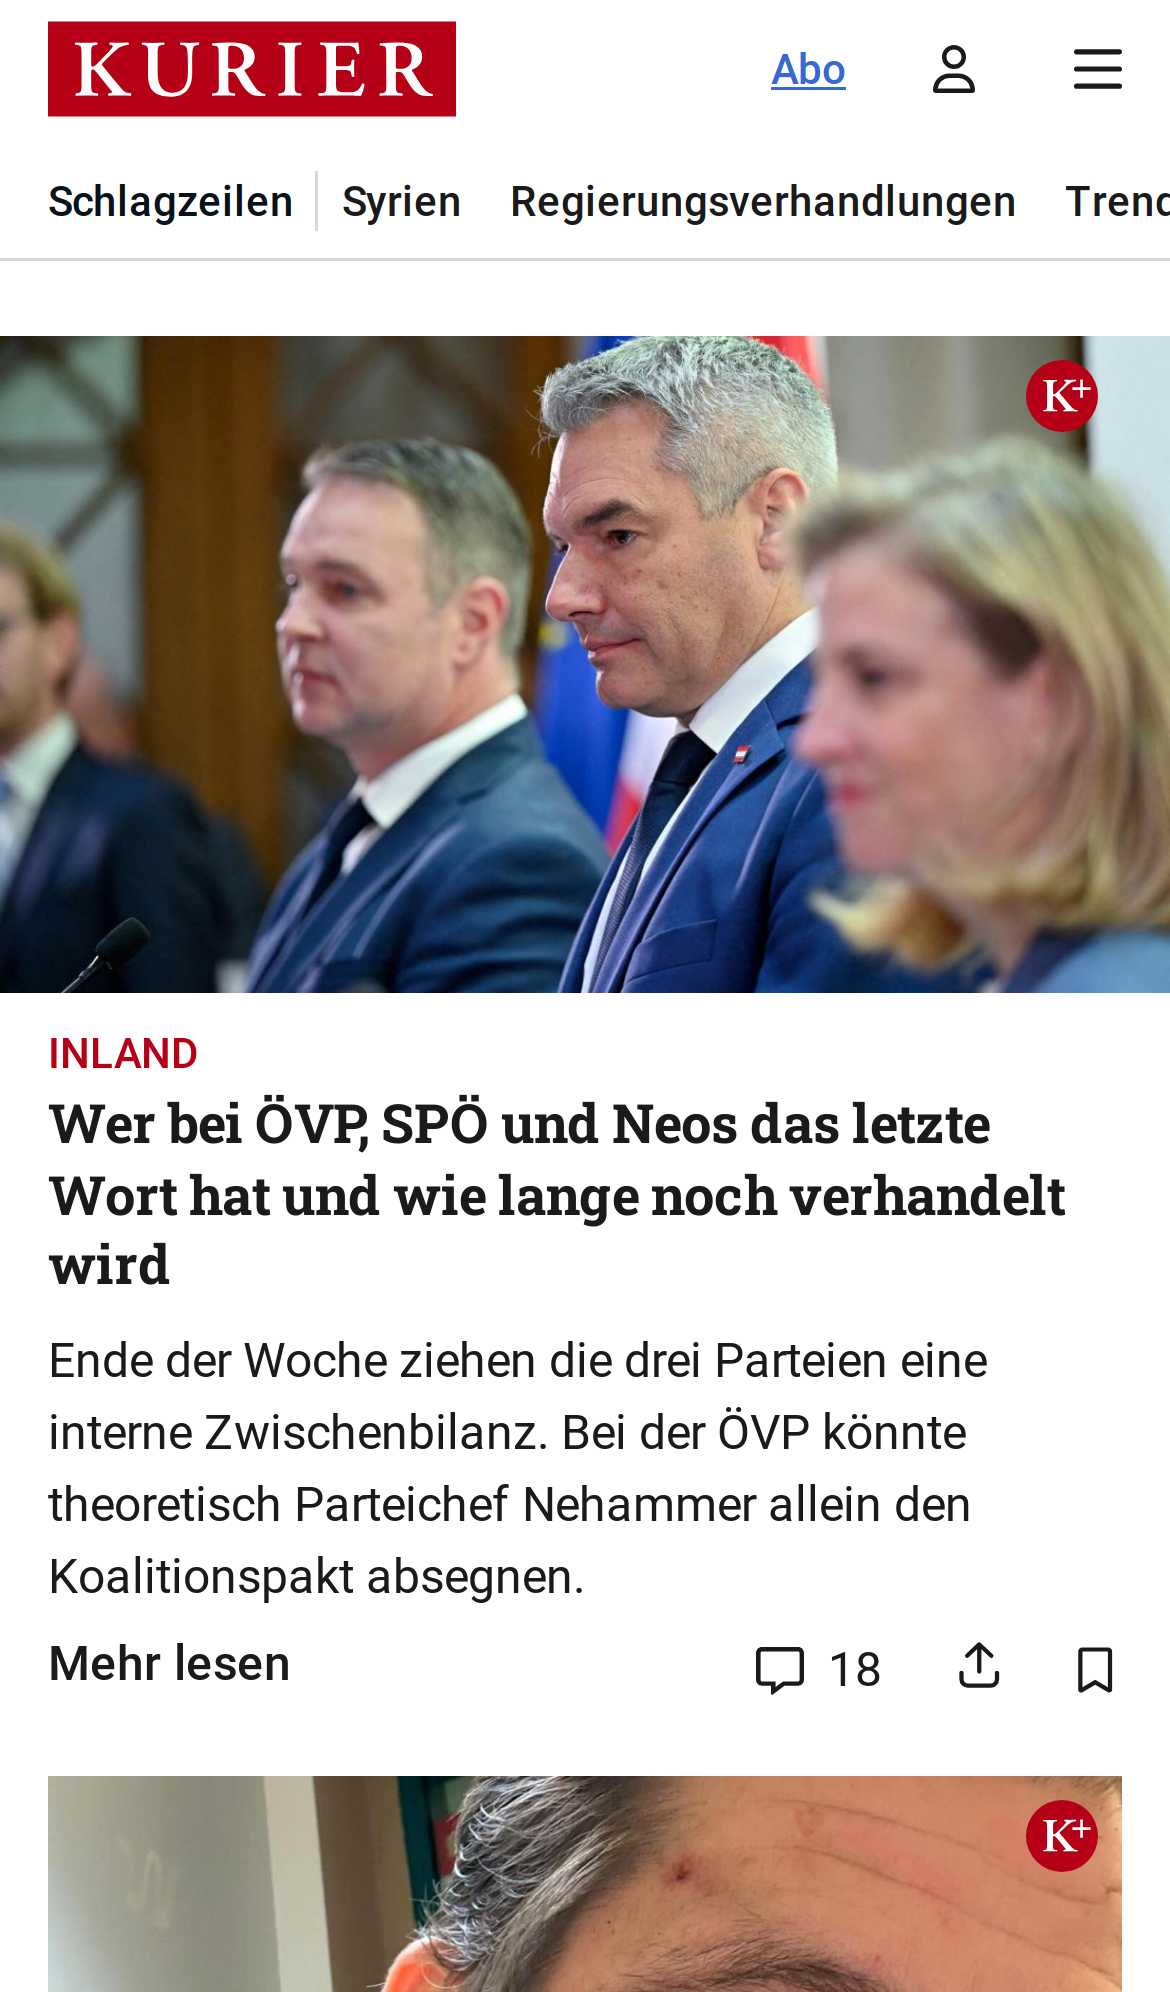 KURIER
Abo
Schlagzeilen
Syrien
Regierungsverhandlungen
Trend
K+
INLAND
Wer bei ÖVP, SPÖ und Neos das letzte
Wort hat und wie lange noch verhandelt
wird
Ende der Woche ziehen die drei Parteien eine
interne Zwischenbilanz. Bei der ÖVP könnte
theoretisch Parteichef Nehammer allein den
Koalitionspakt absegnen.
Mehr lesen
18
K+